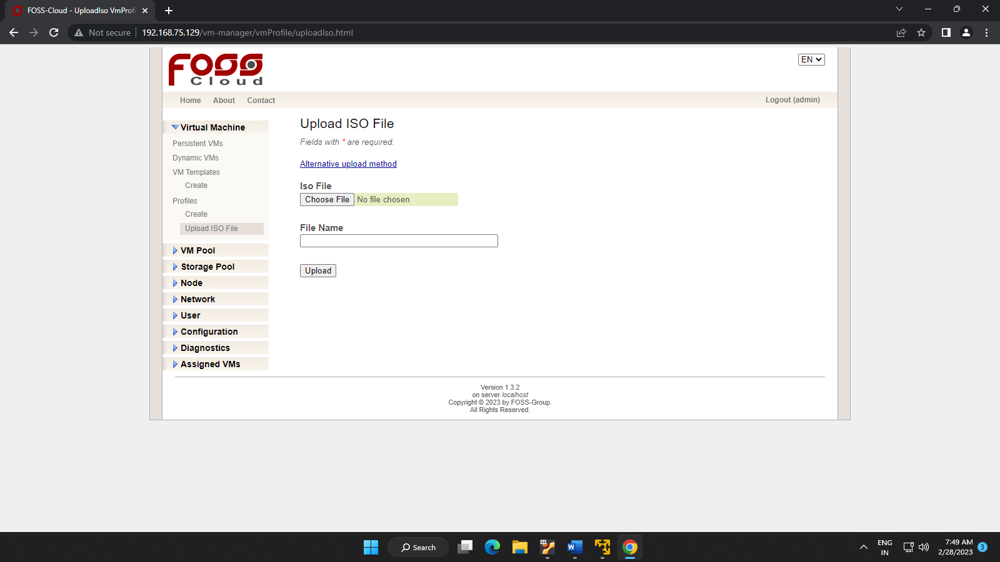 FOSS-Cloud - UploadIso VmProfi
Not secure 192.168.75.129/vm-manager/vmProfile/uploadIso.html
FOSS
Cloud
EN
Home About Contact Logout (admin)
Virtual Machine
Persistent VMs
Dynamic VMs
VM Templates
Create
Profiles
Create
Upload ISO File
VM Pool
Storage Pool
Node
Network
User
Configuration
Diagnostics
Assigned VMs
Upload ISO File
Fields with * are required.
Alternative upload method
Iso File
Choose File No file chosen
File Name
Upload
Version 1.3.2
on server localhost
Copyright © 2023 by FOSS-Group.
All Rights Reserved.
Search
ENG
IN
7:49 AM
2/28/2023
3